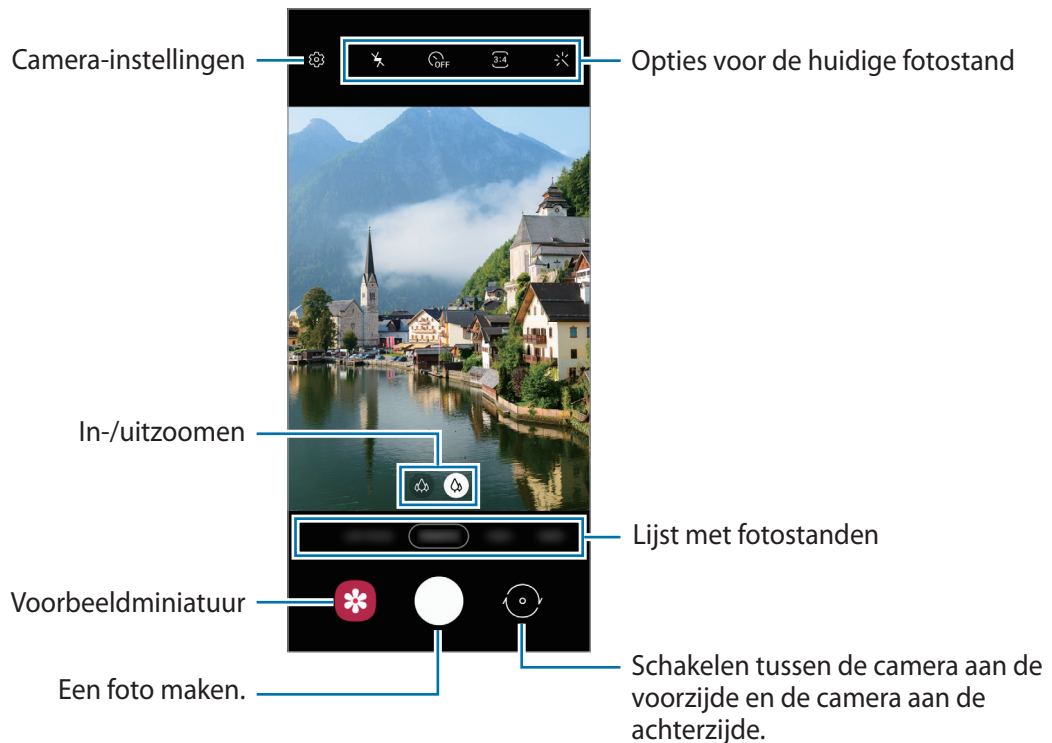 Camera-instellingen
OFF
3:4
Opties voor de huidige fotostand
In-/uitzoomen
Lijst met fotostanden
Voorbeeldminiatuur
Een foto maken.
Schakelen tussen de camera aan de
voorzijde en de camera aan de
achterzijde.